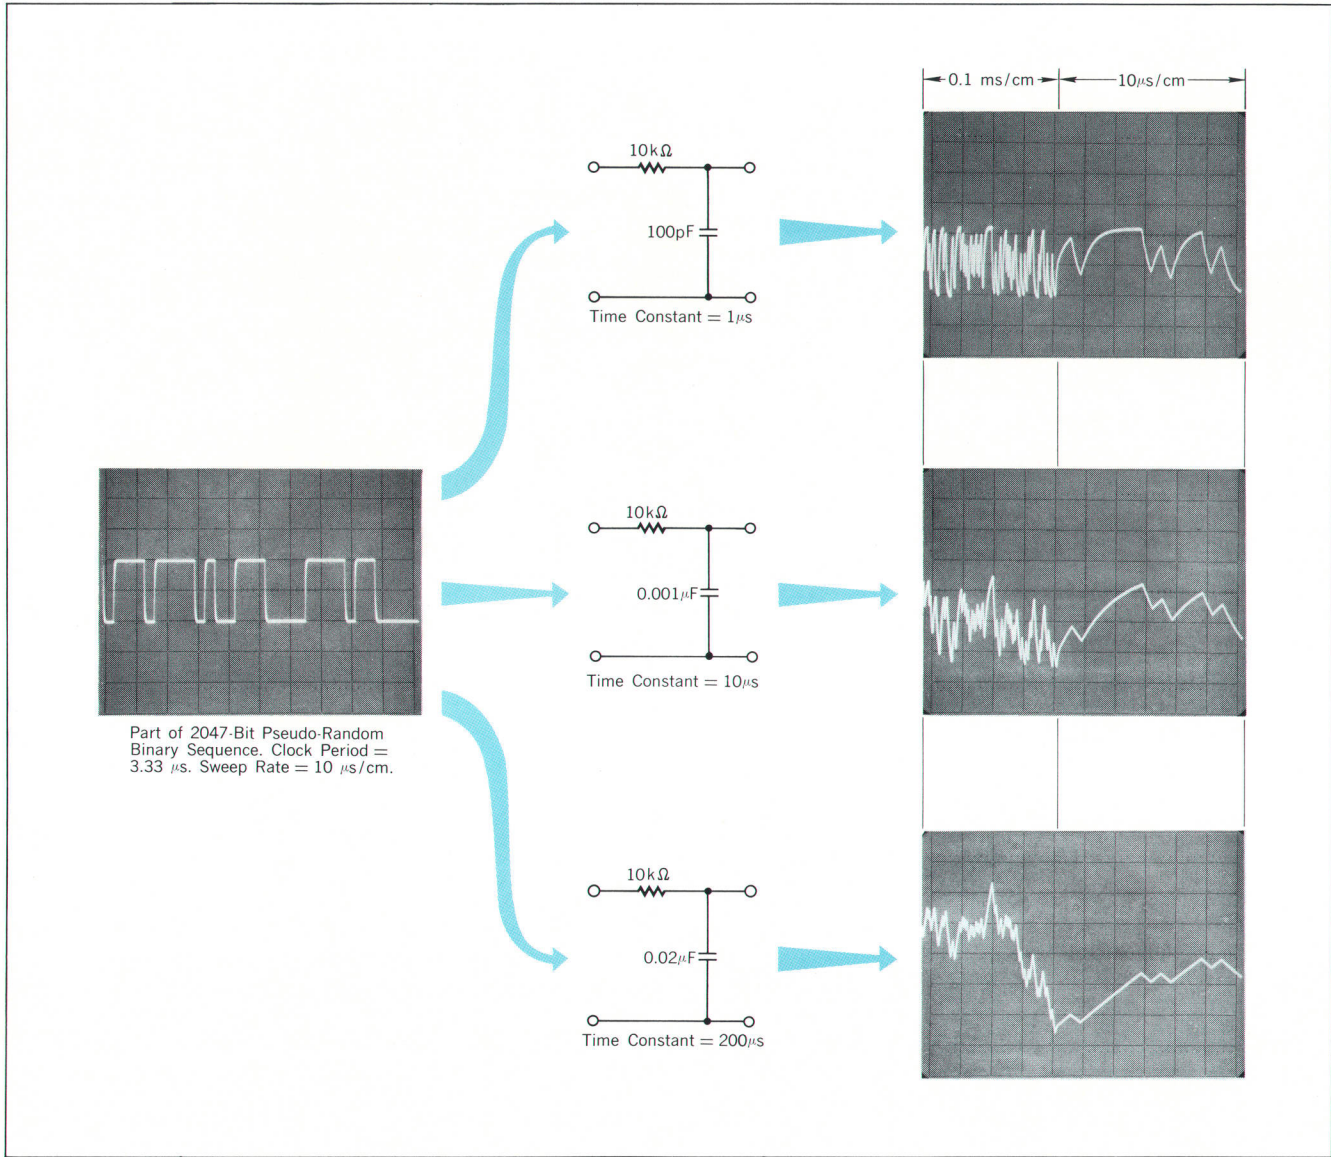 0.1 ms/cm
10μs/cm
10kΩ
100pF
Time Constant = 1μs
10kΩ
0.001μF
Time Constant = 10μs
Part of 2047-Bit Pseudo-Random
Binary Sequence. Clock Period =
3.33 μs. Sweep Rate = 10 μs/cm.
10kΩ
0.02μF
Time Constant = 200μs